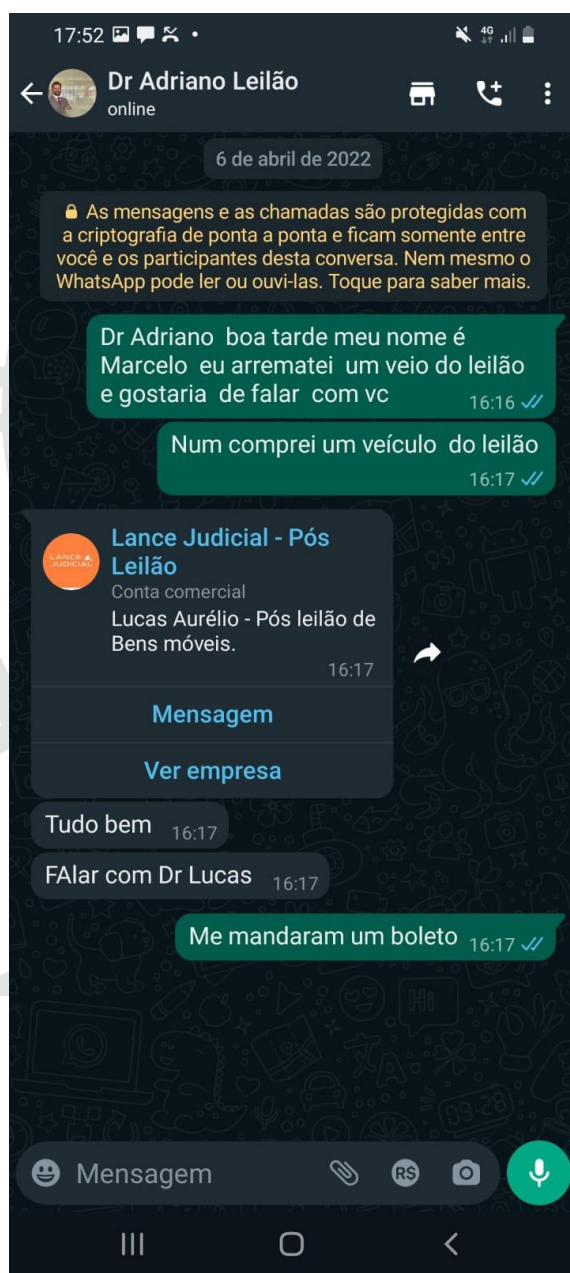 17:52
4G
Dr Adriano Leilão
online
6 de abril de 2022
As mensagens e as chamadas são protegidas com
a criptografia de ponta a ponta e ficam somente entre
você e os participantes desta conversa. Nem mesmo o
WhatsApp pode ler ou ouvi-las. Toque para saber mais.
Dr Adriano boa tarde meu nome é
Marcelo eu arrematei um veio do leilão
e gostaria de falar com vc
16:16
Num comprei um veículo do leilão
16:17
LANCE
JUDICIAL
Lance Judicial - Pós
Leilão
Conta comercial
Lucas Aurélio - Pós leilão de
Bens móveis.
16:17
Mensagem
Ver empresa
Tudo bem 16:17
FAlar com Dr Lucas 16:17
Me mandaram um boleto 16:17
Mensagem
R$